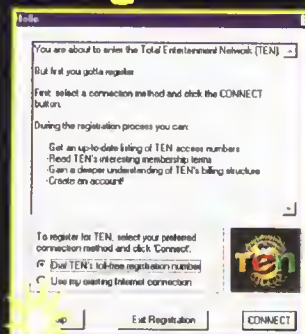 Hello
You are about to enter the Total Entertainment Network (TEN).
But first you gotta register
First: select a connection method and click the CONNECT
button.
During the registration process you can:
Get an up-to-date listing of TEN access numbers
-Read TEN's interesting membership terms
-Gain a deeper understanding of TEN's billing structure
-Create an account!
To register for TEN, select your preferred
connection method and click 'Connect'.
Dial TEN's toll-free registration number
Use my existing Internet connection
ten
Exit Registration
CONNECT